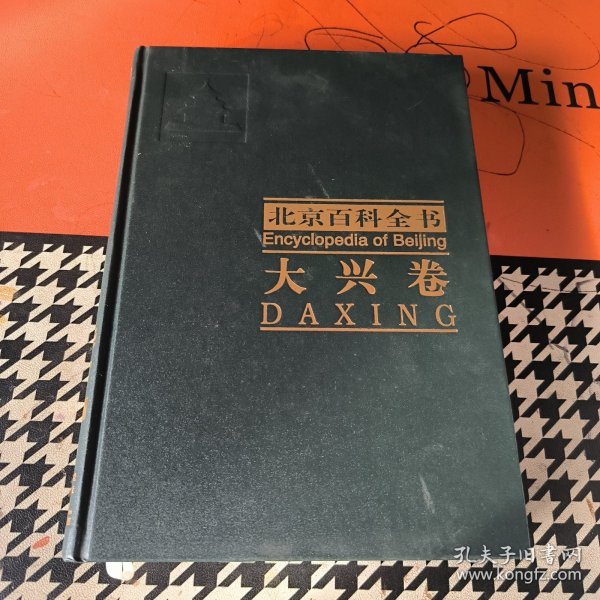 Min
北京百科全书
Encyclopedia of Beijing
大兴卷
DAXING
孔夫子旧书网
www.kongfz.com